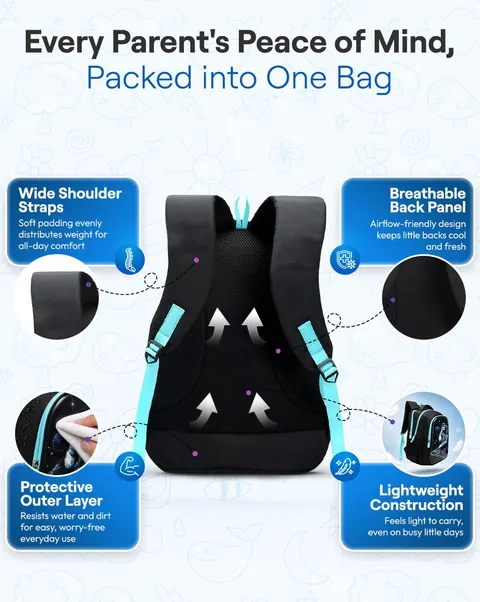 Every Parent's Peace of Mind,
Packed into One Bag
Wide Shoulder
Straps
Soft padding evenly
distributes weight for
all-day comfort
Breathable
Back Panel
Airflow-friendly design
keeps little backs cool
and fresh
Protective
Outer Layer
Resists water and dirt
for easy, worry-free
everyday use
Lightweight
Construction
Feels light to carry,
even on busy little days